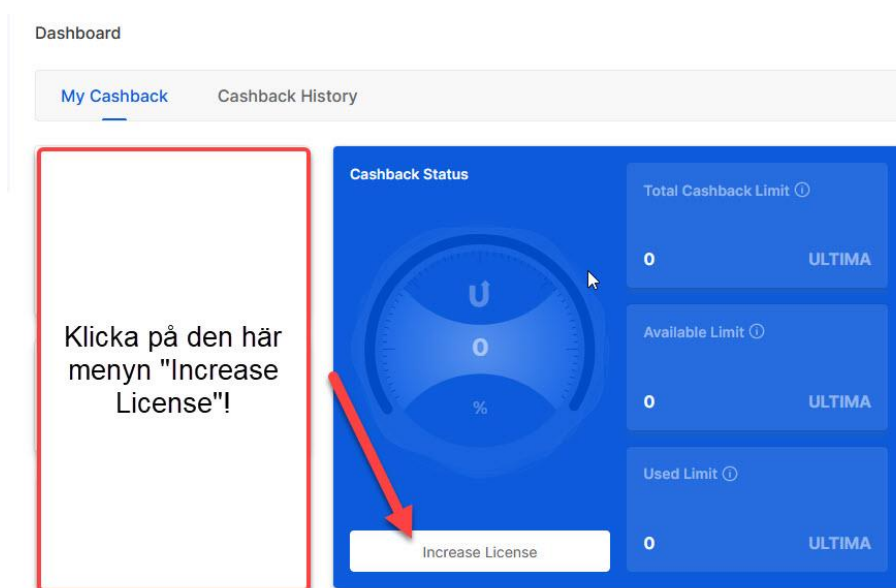 Dashboard
My Cashback
Cashback History
Klicka på den här
menyn "Increase
License"!
Cashback Status
0
%
Increase License
Total Cashback Limit
0 ULTIMA
Available Limit
0 ULTIMA
Used Limit
0 ULTIMA